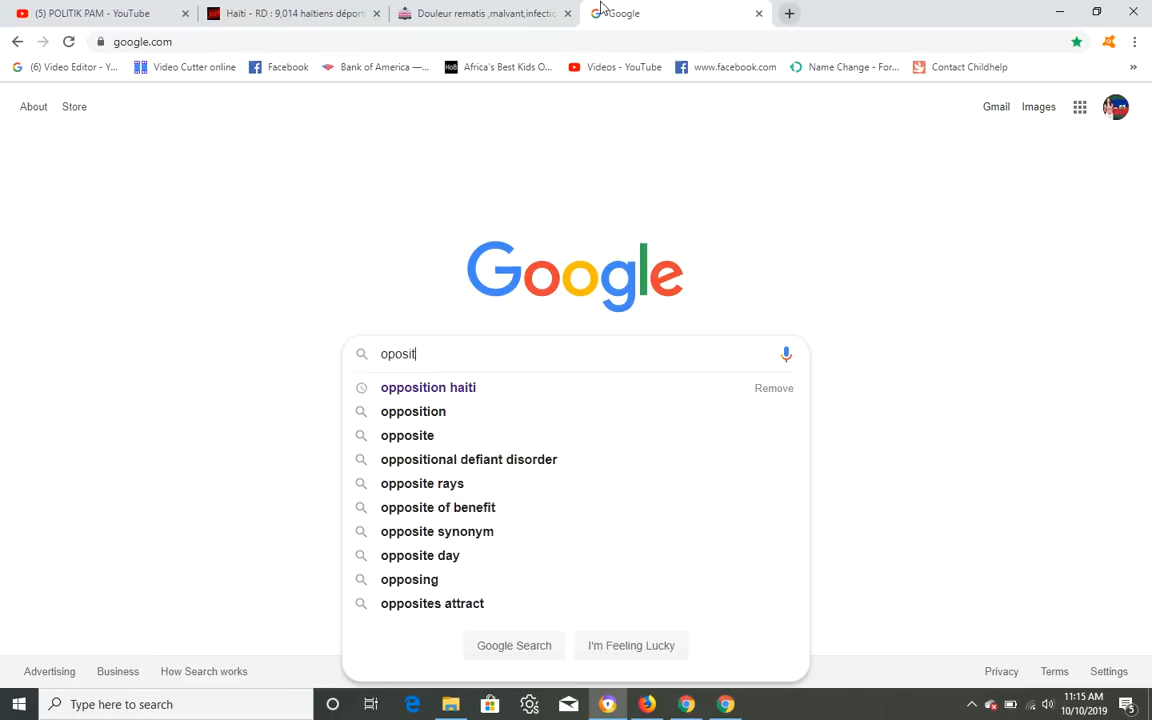 (5) POLITIK PAM - YouTube
Haïti - RD : 9,014 haïtiens déport
Douleur rematis ,malvant,infectio
Google
google.com
(6) Video Editor - Y...
Video Cutter online
Facebook
Bank of America —...
Africa's Best Kids O...
Videos - YouTube
www.facebook.com
Name Change - For...
Contact Childhelp
»
About Store
Gmail Images
Google
oposit
opposition haiti Remove
opposition
opposite
oppositional defiant disorder
opposite rays
opposite of benefit
opposite synonym
opposite day
opposing
opposites attract
Google Search I'm Feeling Lucky
Advertising Business How Search works
Privacy Terms Settings
Type here to search
11:15 AM
10/10/2019
5